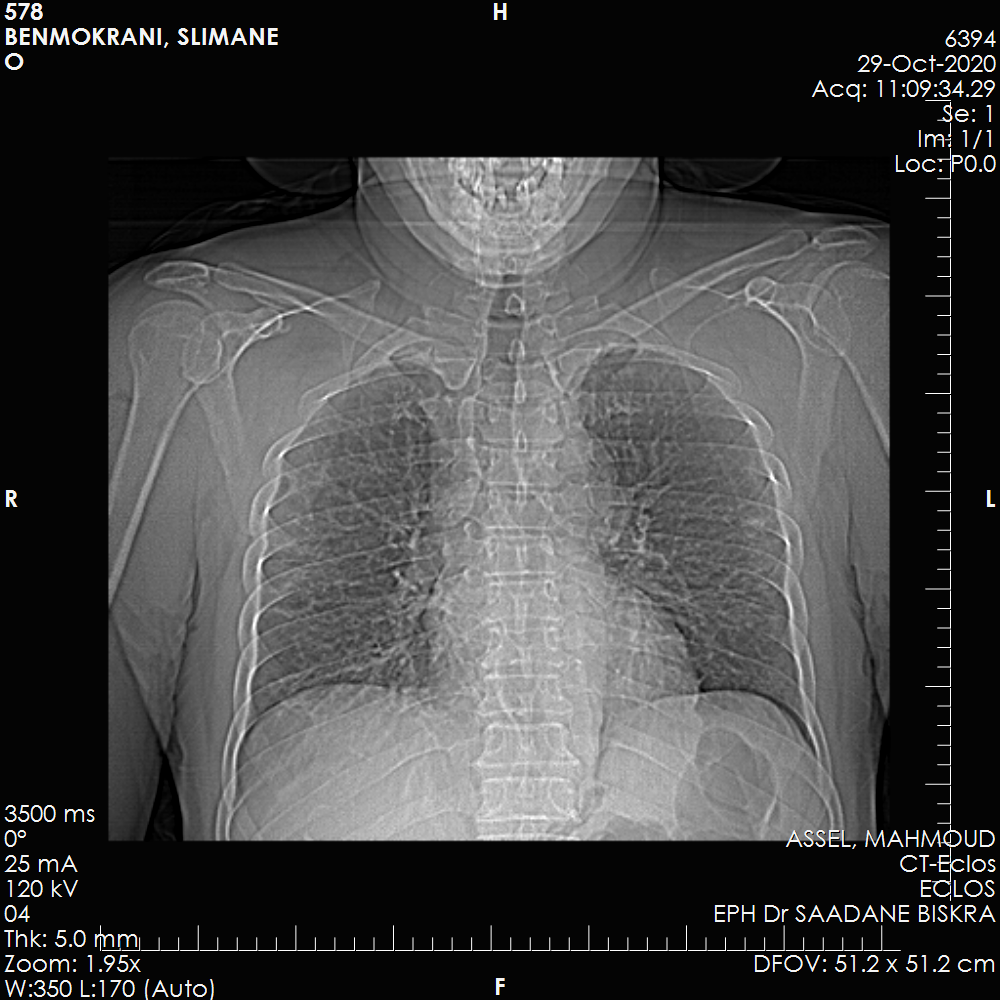 578
BENMOKRANI, SLIMANE
O
H
6394
29-Oct-2020
Acq: 11:09:34.29
Se: 1
Im: 1/1
Loc: P0.0
R
L
3500 ms
0°
25 mA
120 kV
04
Thk: 5.0 mm
Zoom: 1.95x
W:350 L:170 (Auto)
F
ASSEL, MAHMOUD
CT-Eclos
ECLOS
EPH Dr SAADANE BISKRA
DFOV: 51.2 x 51.2 cm